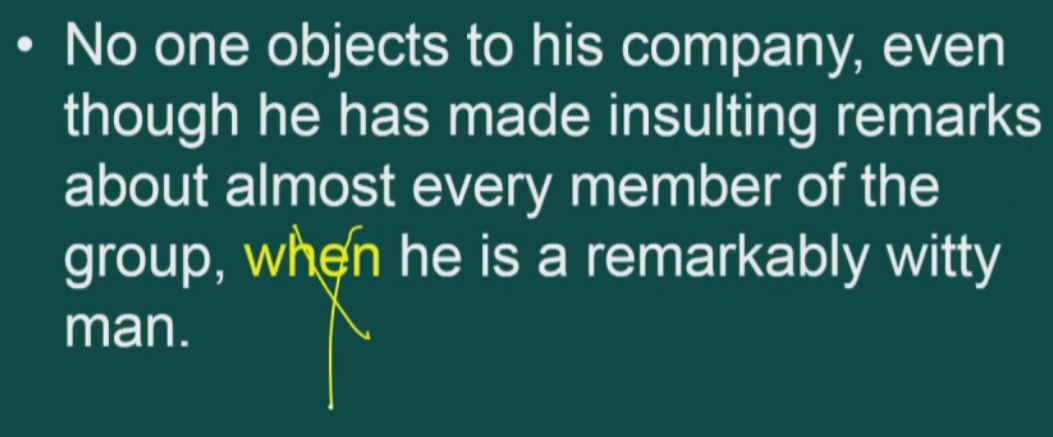 • No one objects to his company, even
though he has made insulting remarks
about almost every member of the
group, when he is a remarkably witty
man.